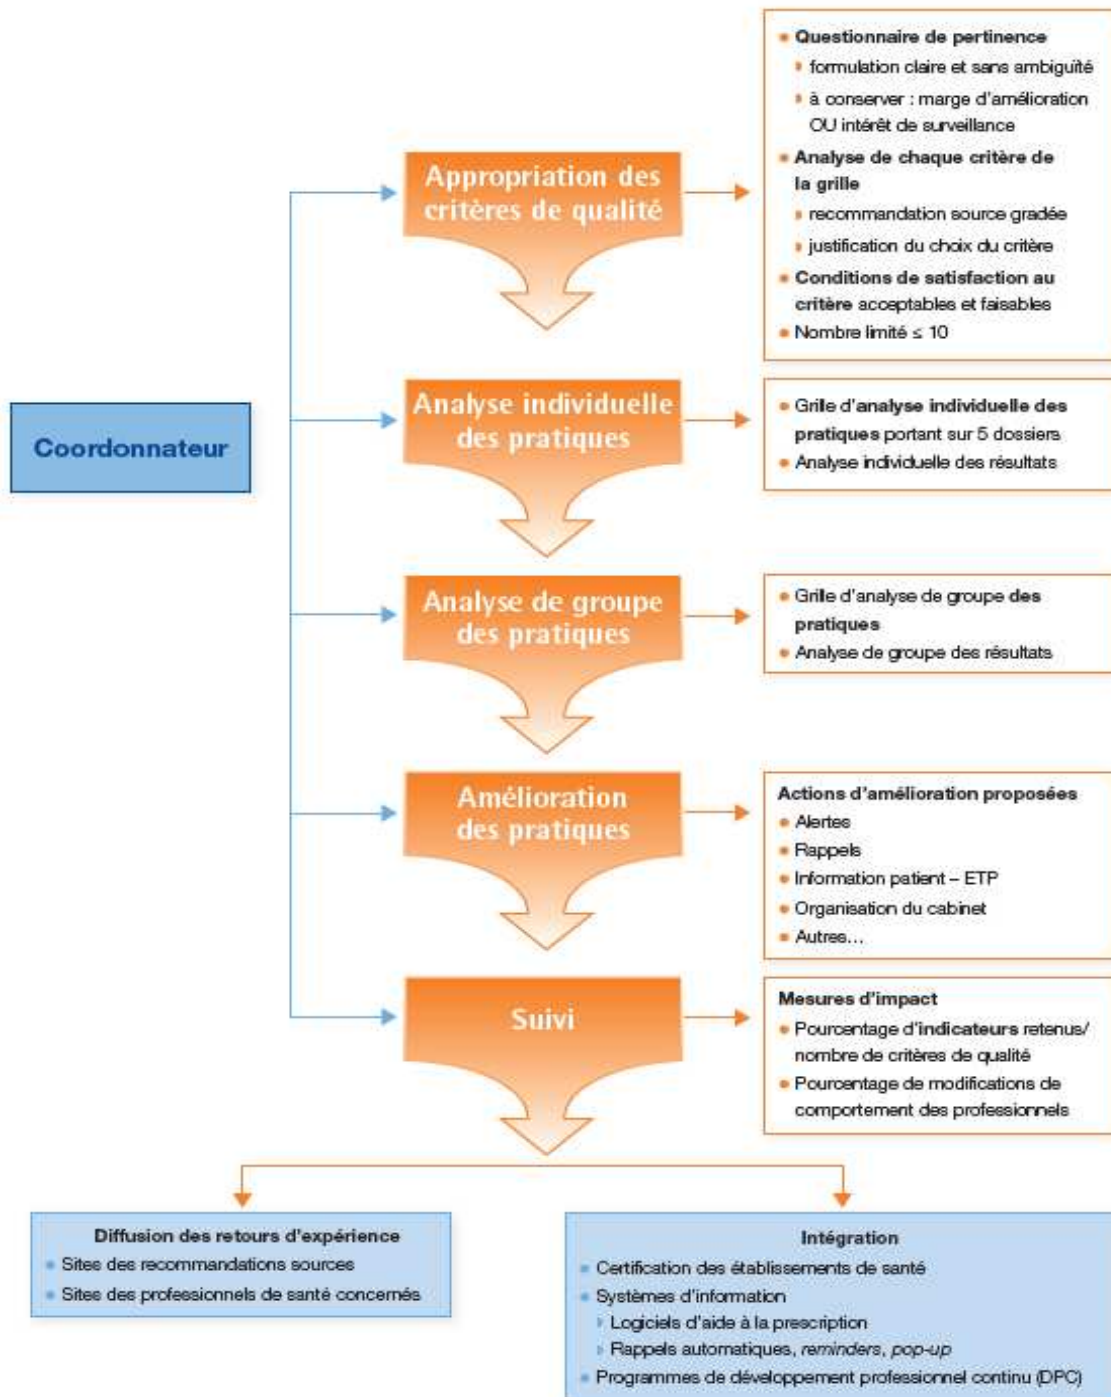 Coordonnateur
Appropriation des
critères de qualité
Questionnaire de pertinence
formulation claire et sans ambiguïté
à conserver : marge d'amélioration
OU intérêt de surveillance
Analyse de chaque critère de
la grille
recommandation source gradée
justification du choix du critère
Conditions de satisfaction au
critère acceptables et faisables
Nombre limité ≤ 10
Analyse individuelle
des pratiques
Grille d'analyse individuelle des
pratiques portant sur 5 dossiers
Analyse individuelle des résultats
Analyse de groupe
des pratiques
Grille d'analyse de groupe des
pratiques
Analyse de groupe des résultats
Amélioration
des pratiques
Actions d'amélioration proposées
Alertes
Rappels
Information patient – ETP
Organisation du cabinet
Autres...
Suivi
Mesures d'impact
Pourcentage d'indicateurs retenus/
nombre de critères de qualité
Pourcentage de modifications de
comportement des professionnels
Diffusion des retours d'expérience
Sites des recommandations sources
Sites des professionnels de santé concernés
Intégration
Certification des établissements de santé
Systèmes d'information
Logiciels d'aide à la prescription
Rappels automatiques, reminders, pop-up
Programmes de développement professionnel continu (DPC)